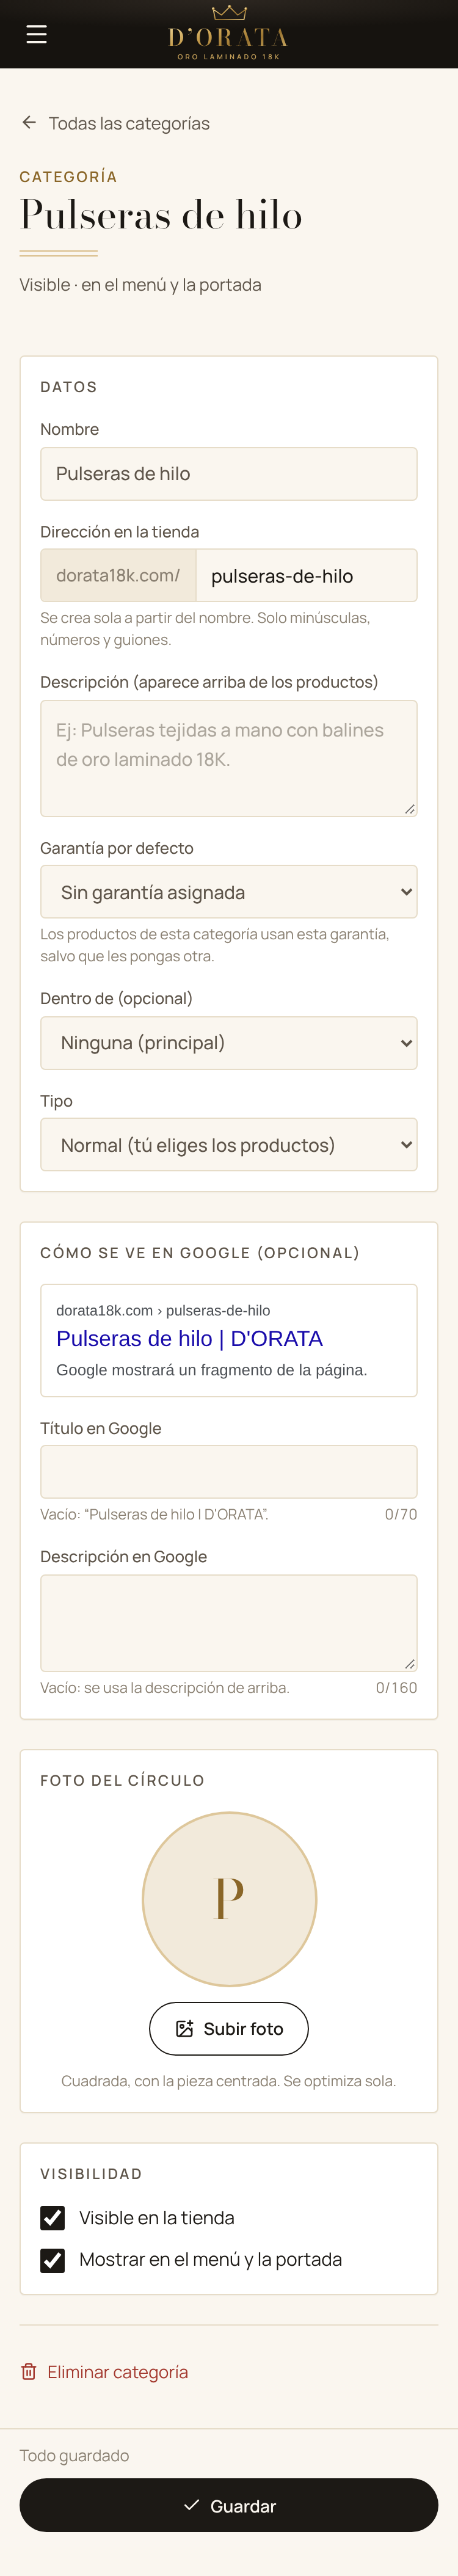 D'ORATA
ORO LAMINADO 18K
Todas las categorías
CATEGORÍA
Pulseras de hilo
Visible · en el menú y la portada
DATOS
Nombre
Pulseras de hilo
Dirección en la tienda
dorata18k.com/ pulseras-de-hilo
Se crea sola a partir del nombre. Solo minúsculas,
números y guiones.
Descripción (aparece arriba de los productos)
Ej: Pulseras tejidas a mano con balines
de oro laminado 18K.
Garantía por defecto
Sin garantía asignada
Los productos de esta categoría usan esta garantía,
salvo que les pongas otra.
Dentro de (opcional)
Ninguna (principal)
Tipo
Normal (tú eliges los productos)
CÓMO SE VE EN GOOGLE (OPCIONAL)
dorata18k.com › pulseras-de-hilo
Pulseras de hilo | D'ORATA
Google mostrará un fragmento de la página.
Título en Google
Vacío: “Pulseras de hilo | D'ORATA”. 0/70
Descripción en Google
Vacío: se usa la descripción de arriba. 0/160
FOTO DEL CÍRCULO
P
Subir foto
Cuadrada, con la pieza centrada. Se optimiza sola.
VISIBILIDAD
Visible en la tienda
Mostrar en el menú y la portada
Eliminar categoría
Todo guardado
Guardar